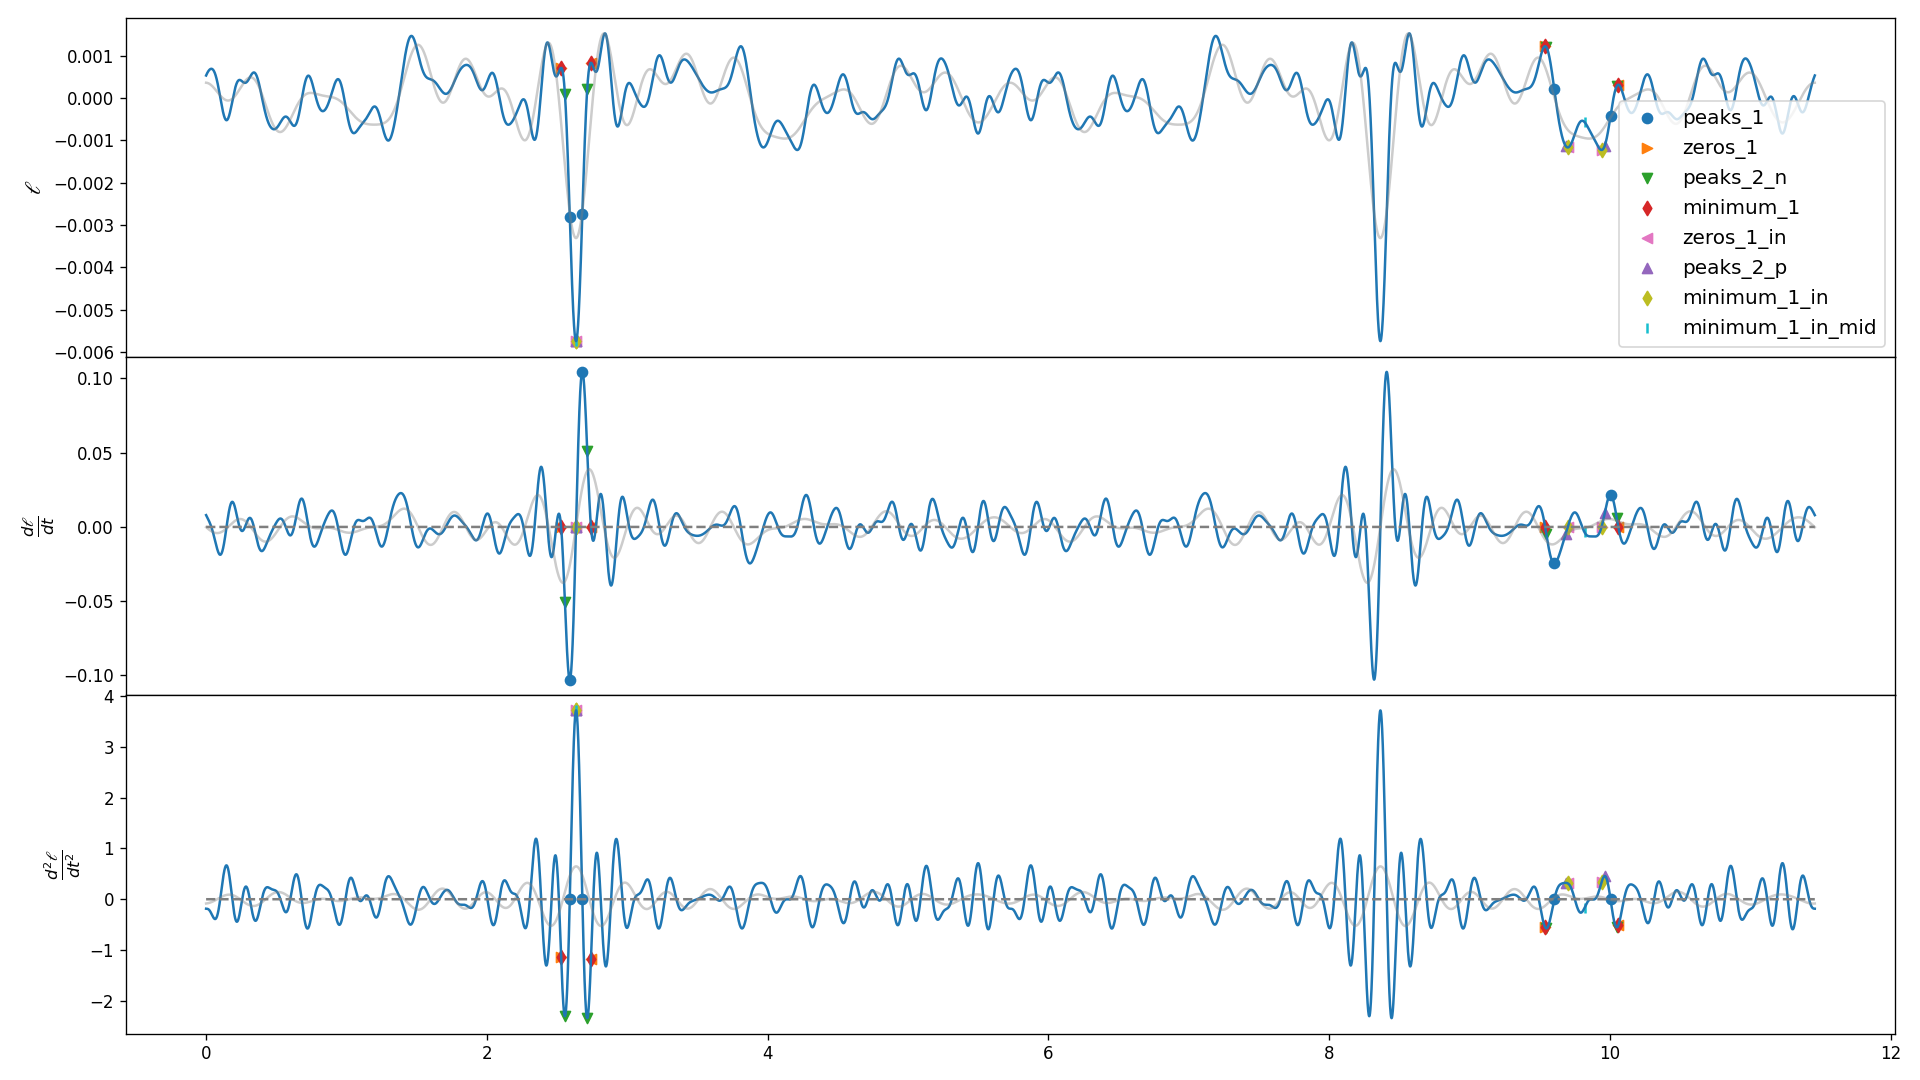 0.001
0.000
−0.001
−0.002
−0.003
−0.004
−0.005
−0.006
ℓ
peaks_1
zeros_1
peaks_2_n
minimum_1
zeros_1_in
peaks_2_p
minimum_1_in
minimum_1_in_mid
0.10
0.05
0.00
−0.05
−0.10
dℓ
dt
4
3
2
1
0
−1
−2
d²ℓ
dt²
0 2 4 6 8 10 12